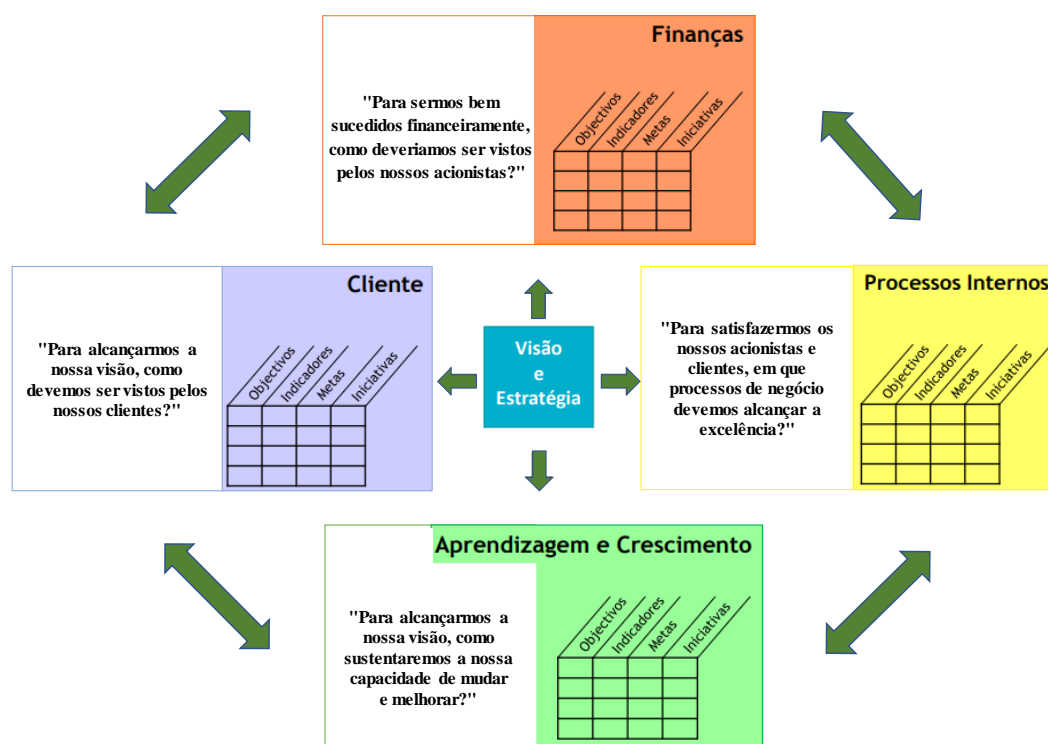 Finanças
"Para sermos bem
sucedidos financeiramente,
como deveriamos ser vistos
pelos nossos acionistas?"
Objectivos
Indicadores
Metas
Iniciativas
Cliente
"Para alcançarmos a
nossa visão, como
devemos ser vistos pelos
nossos clientes?"
Objectivos
Indicadores
Metas
Iniciativas
Visão
e
Estratégia
Processos Internos
"Para satisfazermos os
nossos acionistas e
clientes, em que
processos de negócio
devemos alcançar a
excelência?"
Objectivos
Indicadores
Metas
Iniciativas
Aprendizagem e Crescimento
"Para alcançarmos a
nossa visão, como
sustentaremos a nossa
capacidade de mudar
e melhorar?"
Objectivos
Indicadores
Metas
Iniciativas